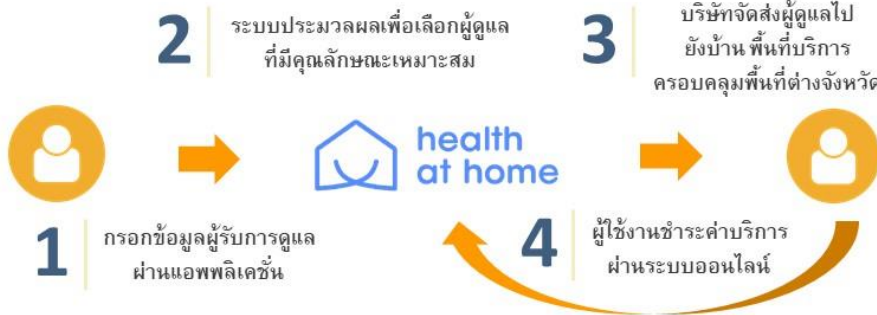 2
ระบบประมวลผลเพื่อเลือกผู้ดูแล
ที่มีคุณลักษณะเหมาะสม
3
บริษัทจัดส่งผู้ดูแลไป
ยังบ้าน พื้นที่บริการ
ครอบคลุมพื้นที่ต่างจังหวัด
health
at home
1
กรอกข้อมูลผู้รับการดูแล
ผ่านแอพพลิเคชั่น
4
ผู้ใช้งานชำระค่าบริการ
ผ่านระบบออนไลน์